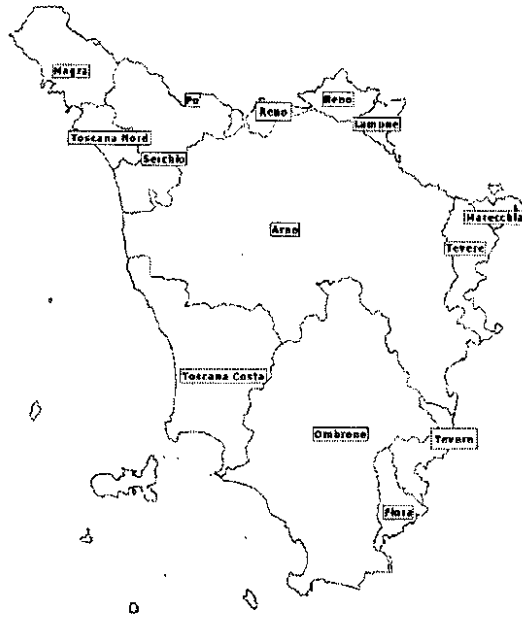 Magra
Po
Reno
Reno
Lamone
Toscana Nord
Serchio
Marecchia
Arno
Tevere
Toscana Costa
Ombrone
Tevere
Fiora